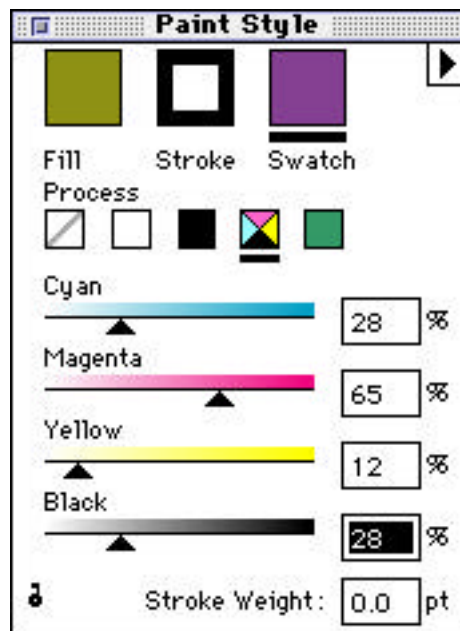 Paint Style
Fill Stroke Swatch
Process
Cyan
28 %
Magenta
65 %
Yellow
12 %
Black
28 %
Stroke Weight: 0.0 pt